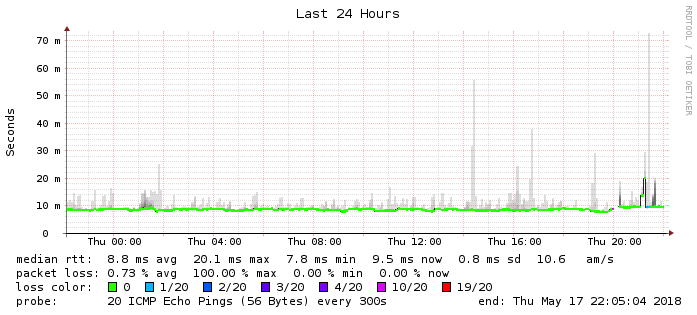 Last 24 Hours
RRDTOOL / TOBI OETIKER
Seconds
70 m
60 m
50 m
40 m
30 m
20 m
10 m
0
Thu 00:00 Thu 04:00 Thu 08:00 Thu 12:00 Thu 16:00 Thu 20:00
median rtt: 8.8 ms avg 20.1 ms max 7.8 ms min 9.5 ms now 0.8 ms sd 10.6 am/s
packet loss: 0.73 % avg 100.00 % max 0.00 % min 0.00 % now
loss color: 0 1/20 2/20 3/20 4/20 10/20 19/20
probe: 20 ICMP Echo Pings (56 Bytes) every 300s end: Thu May 17 22:05:04 2018